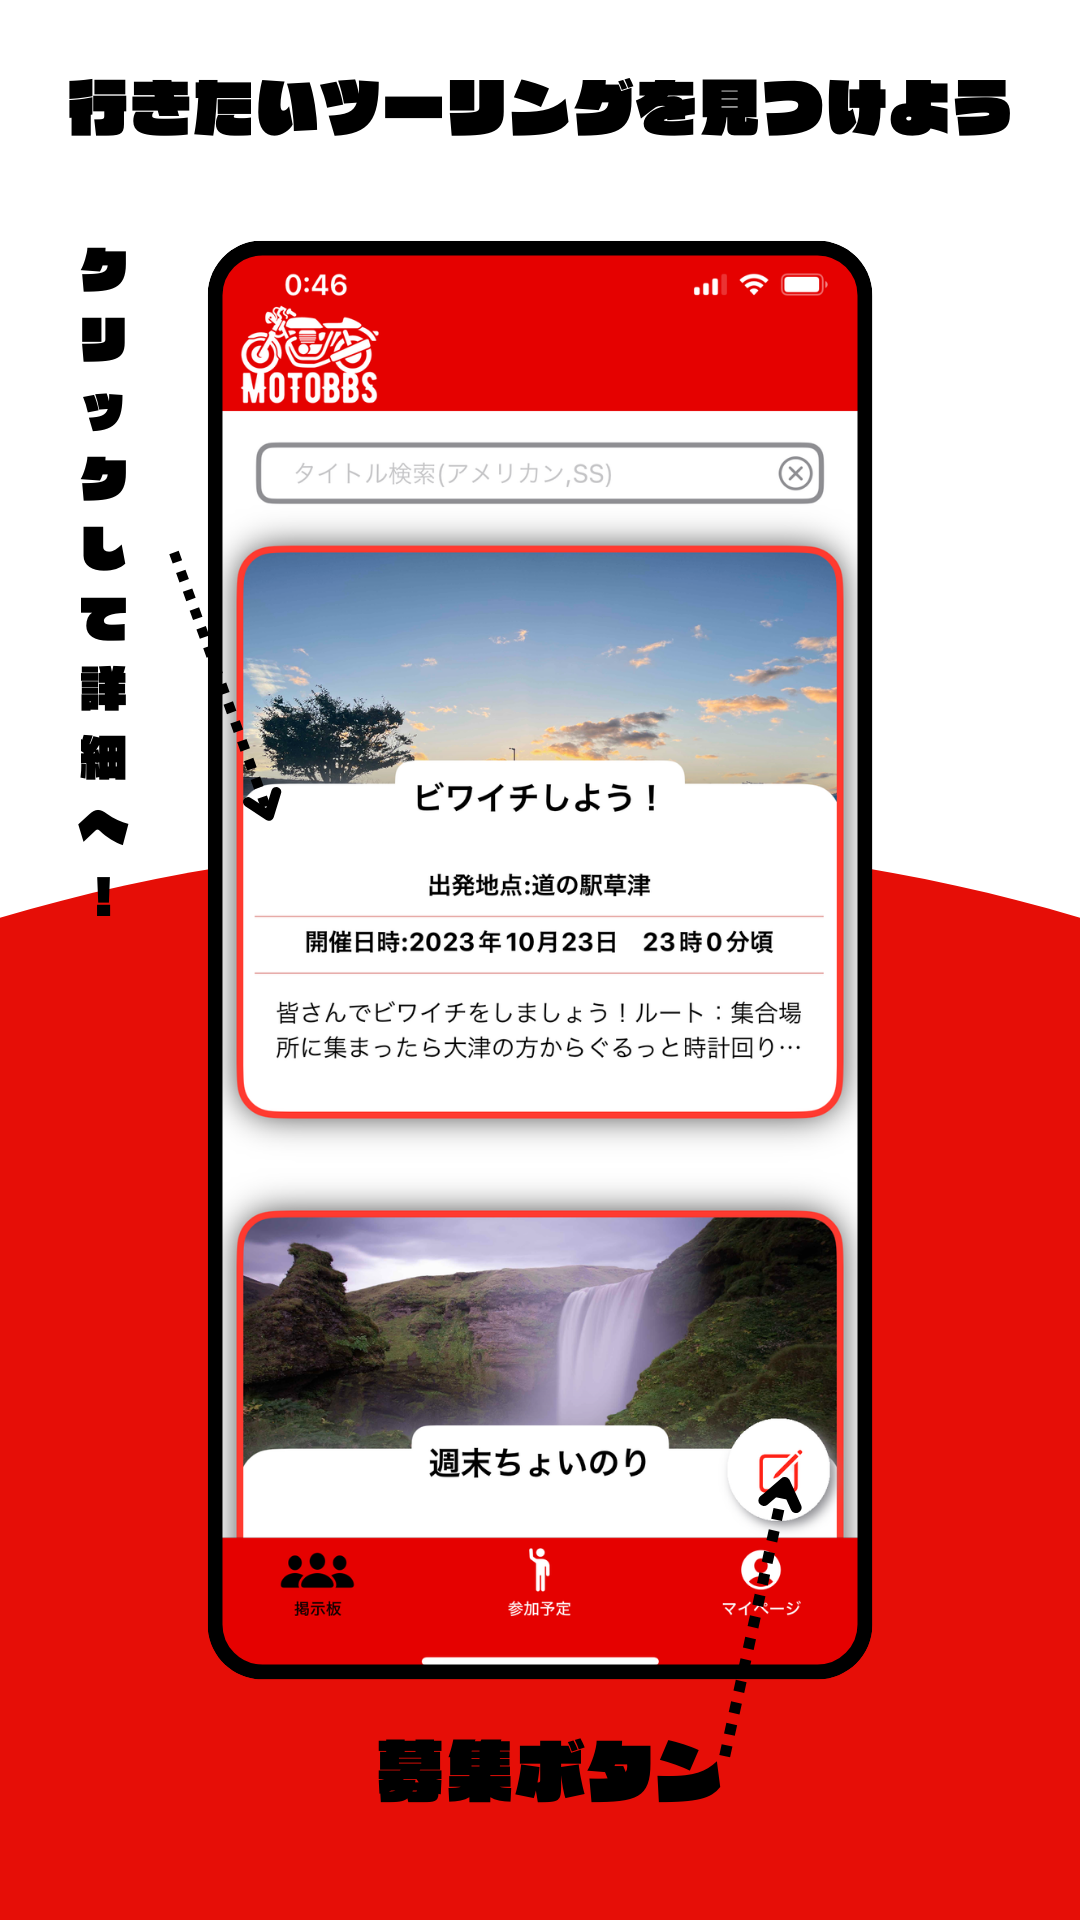 行きたいツーリングを見つけよう
クリックして詳細へ！
0:46
MOTOBBS
タイトル検索(アメリカン,SS)
ビワイチしよう！
出発地点:道の駅草津
開催日時:2023年10月23日　23時0分頃
皆さんでビワイチをしましょう！ルート：集合場
所に集まったら大津の方からぐるっと時計回り…
週末ちょいのり
掲示板
参加予定
マイページ
募集ボタン